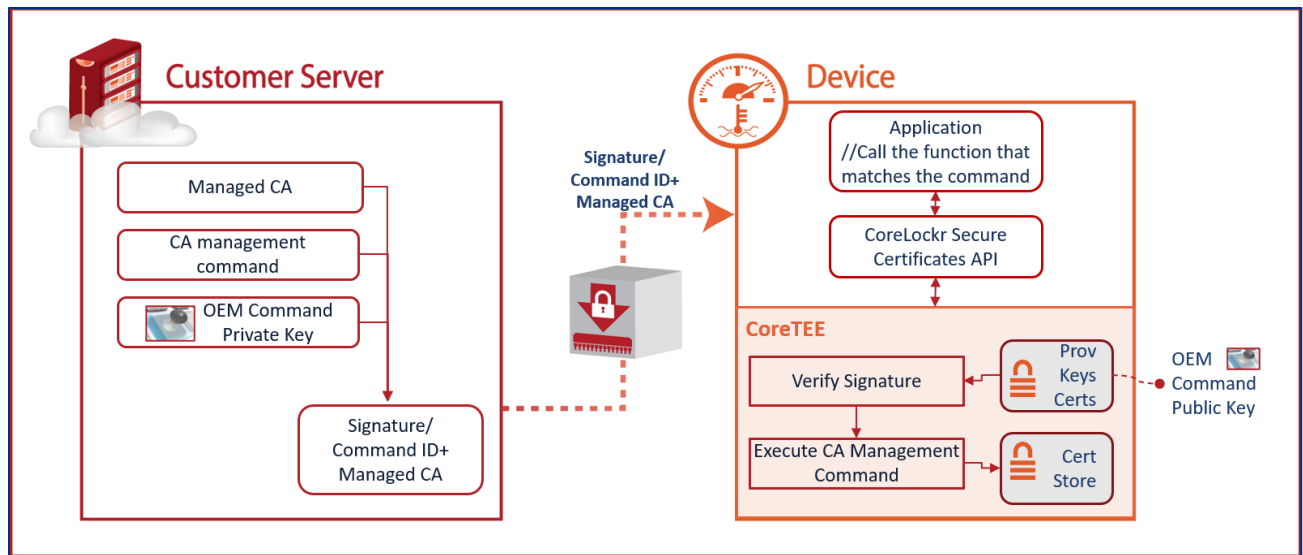 Customer Server
Managed CA
CA management
command
OEM Command
Private Key
Signature/
Command ID+
Managed CA
Signature/
Command ID+
Managed CA
Device
Application
//Call the function that
matches the command
CoreLockr Secure
Certificates API
CoreTEE
Verify Signature
Prov
Keys
Certs
Execute CA Management
Command
Cert
Store
OEM
Command
Public Key